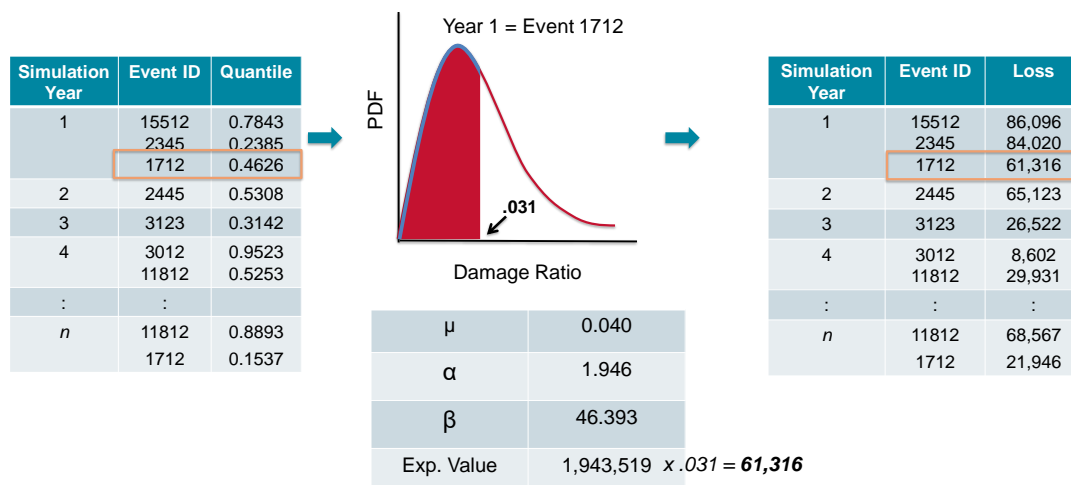 Year 1 = Event 1712
Simulation Year Event ID Quantile
1 15512 0.7843
2345 0.2385
1712 0.4626
2 2445 0.5308
3 3123 0.3142
4 3012 0.9523
11812 0.5253
: :
n 11812 0.8893
1712 0.1537
PDF
.031
Damage Ratio
μ 0.040
α 1.946
β 46.393
Exp. Value 1,943,519 x .031 = 61,316
Simulation Year Event ID Loss
1 15512 86,096
2345 84,020
1712 61,316
2 2445 65,123
3 3123 26,522
4 3012 8,602
11812 29,931
: : :
n 11812 68,567
1712 21,946